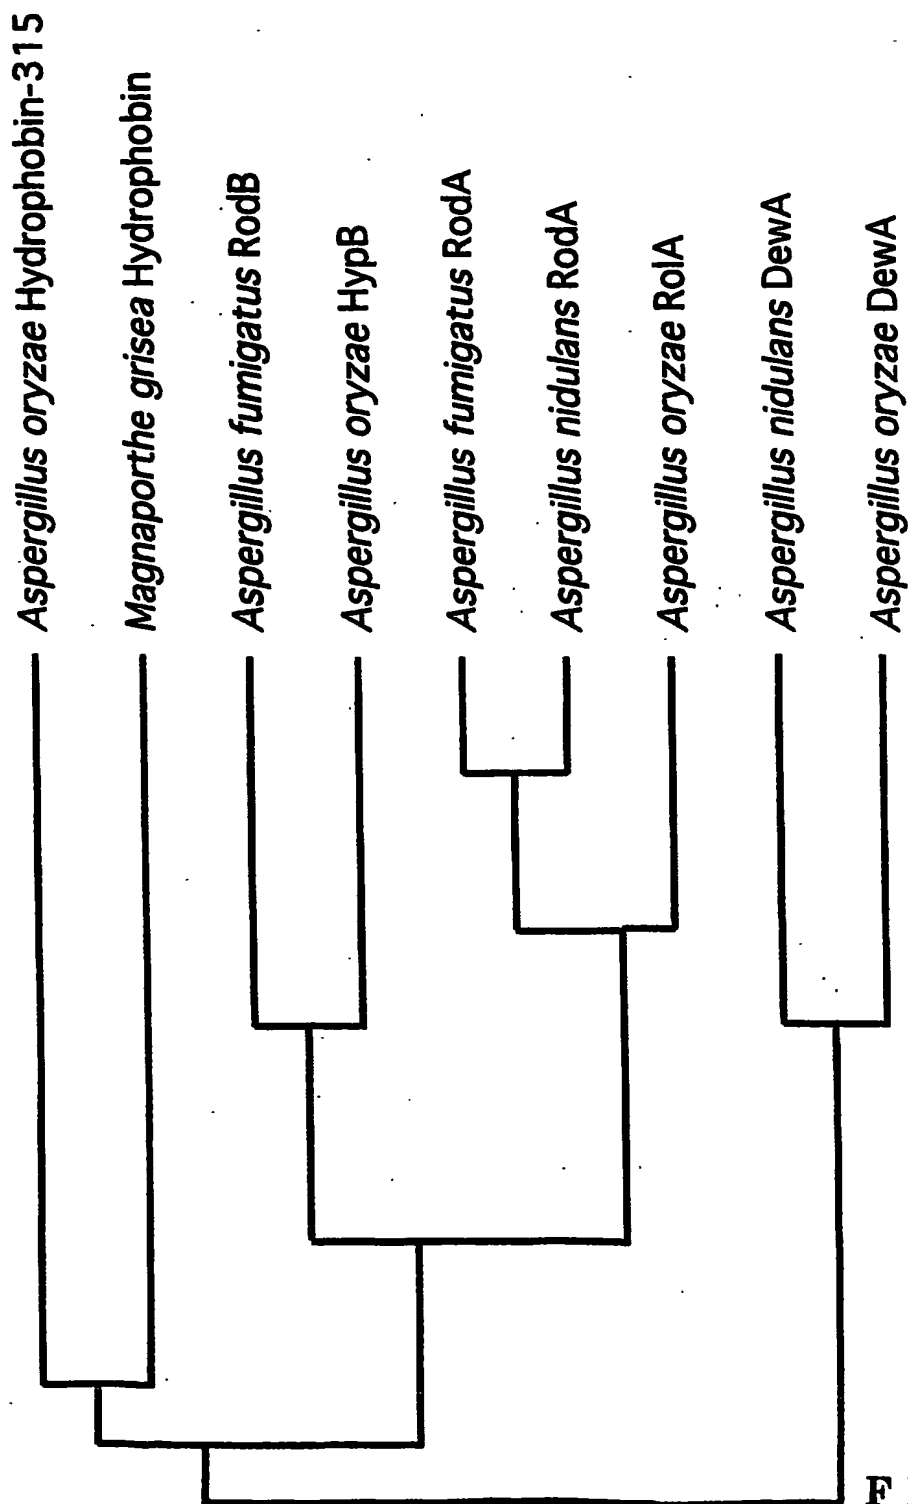 Aspergillus oryzae Hydrophobin-315
Magnaporthe grisea Hydrophobin
Aspergillus fumigatus RodB
Aspergillus oryzae HypB
Aspergillus fumigatus RodA
Aspergillus nidulans RodA
Aspergillus oryzae RolA
Aspergillus nidulans DewA
Aspergillus oryzae DewA
F